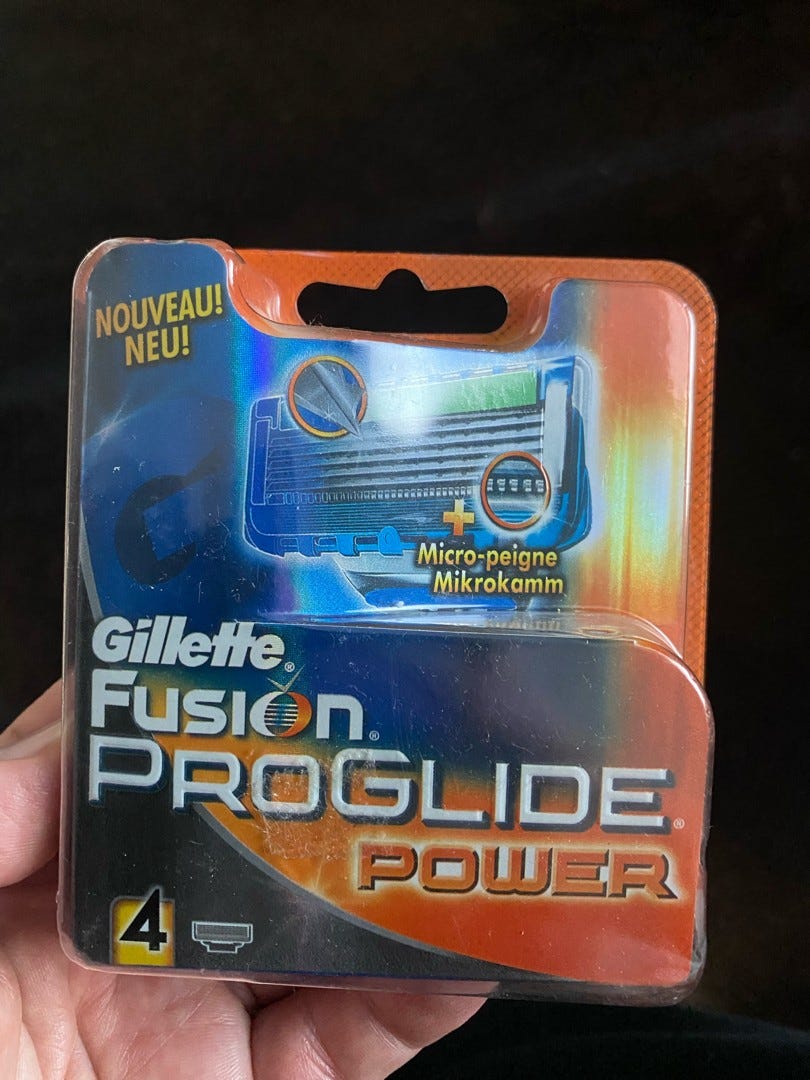 NOUVEAU!
NEU!
+
Micro-peigne
Mikrokamm
Gillette®
Fusion®
PROGLIDE®
POWER
4